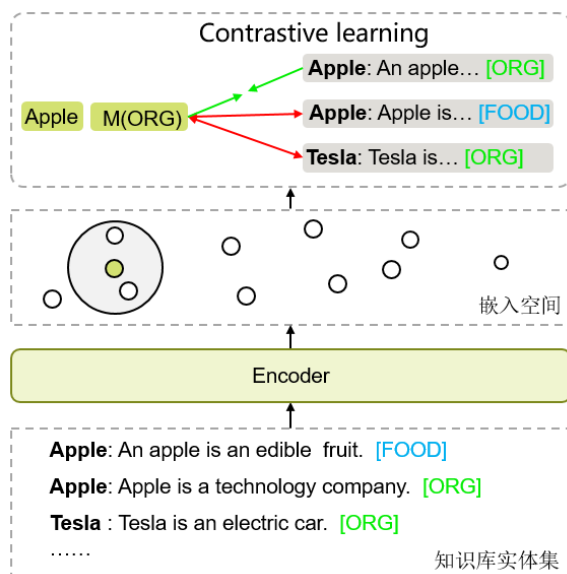 Contrastive learning
Apple: An apple… [ORG]
Apple M(ORG)
Apple: Apple is… [FOOD]
Tesla: Tesla is… [ORG]
嵌入空间
Encoder
Apple: An apple is an edible fruit. [FOOD]
Apple: Apple is a technology company. [ORG]
Tesla : Tesla is an electric car. [ORG]
……
知识库实体集